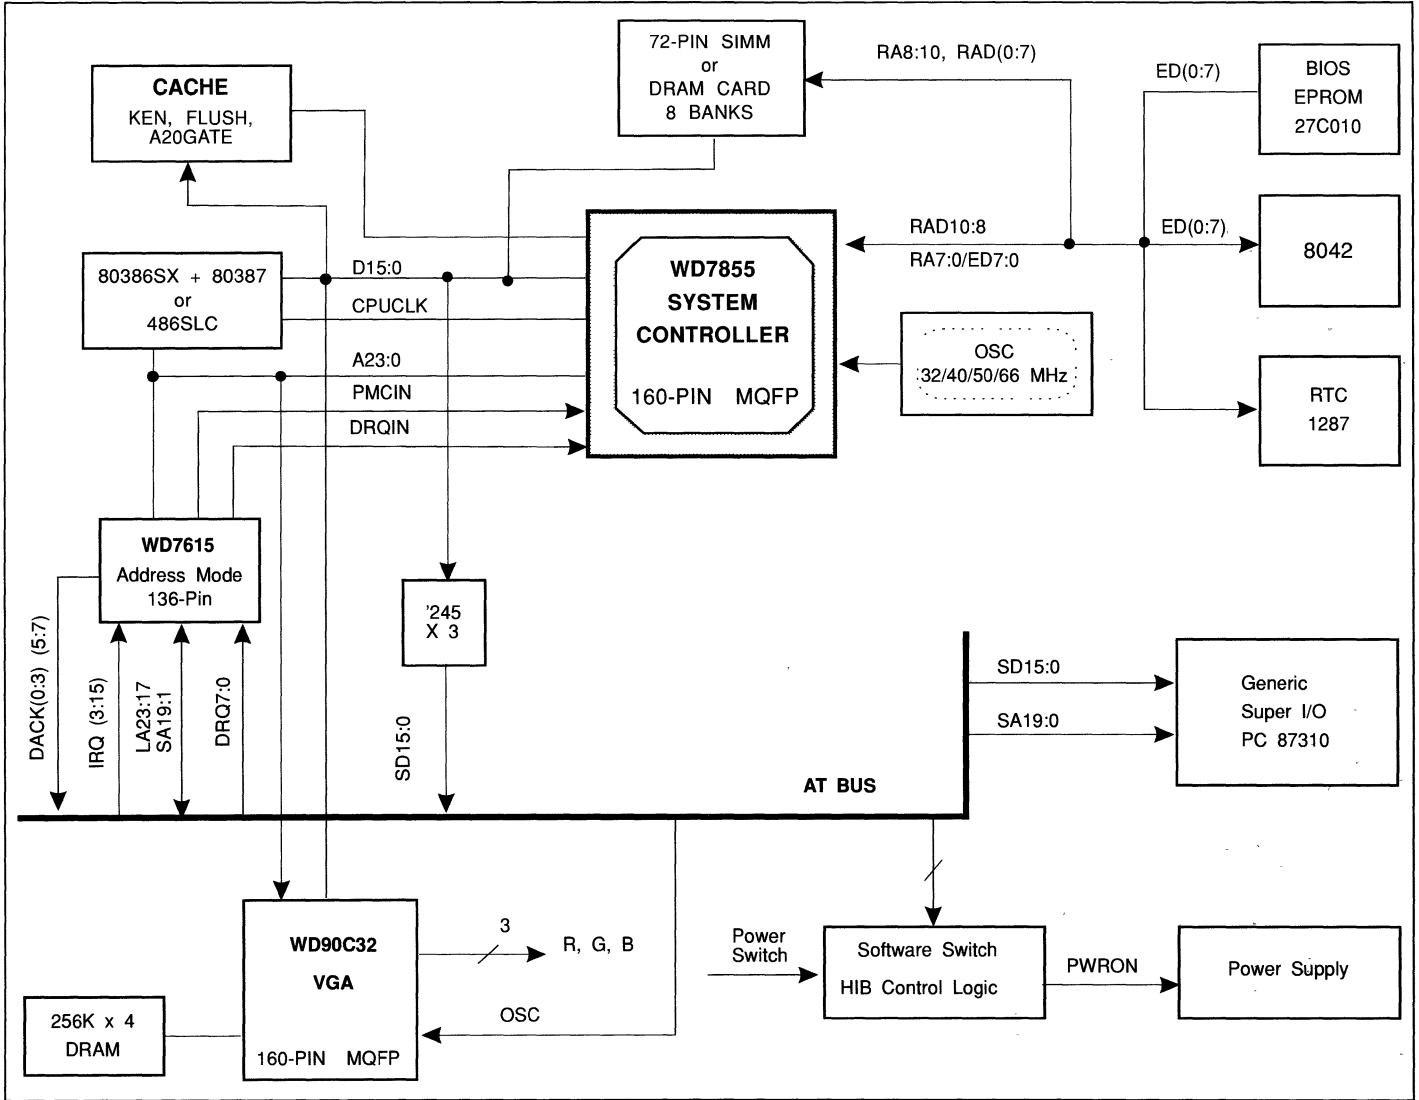 72-PIN SIMM
or
DRAM CARD
8 BANKS
RA8:10, RAD(0:7)
ED(0:7)
BIOS
EPROM
27C010
CACHE
KEN, FLUSH,
A20GATE
80386SX + 80387
or
486SLC
D15:0
CPUCLK
A23:0
PMCIN
DRQIN
WD7855
SYSTEM
CONTROLLER
160-PIN MQFP
RAD10:8
RA7:0/ED7:0
ED(0:7)
8042
OSC
32/40/50/66 MHz
RTC
1287
WD7615
Address Mode
136-Pin
'245
X 3
DACK(0:3) (5:7)
IRQ (3:15)
LA23:17
SA19:1
DRQ7:0
SD15:0
SD15:0
SA19:0
Generic
Super I/O
PC 87310
AT BUS
WD90C32
VGA
160-PIN MQFP
3
R, G, B
OSC
256K x 4
DRAM
Power
Switch
Software Switch
HIB Control Logic
PWRON
Power Supply